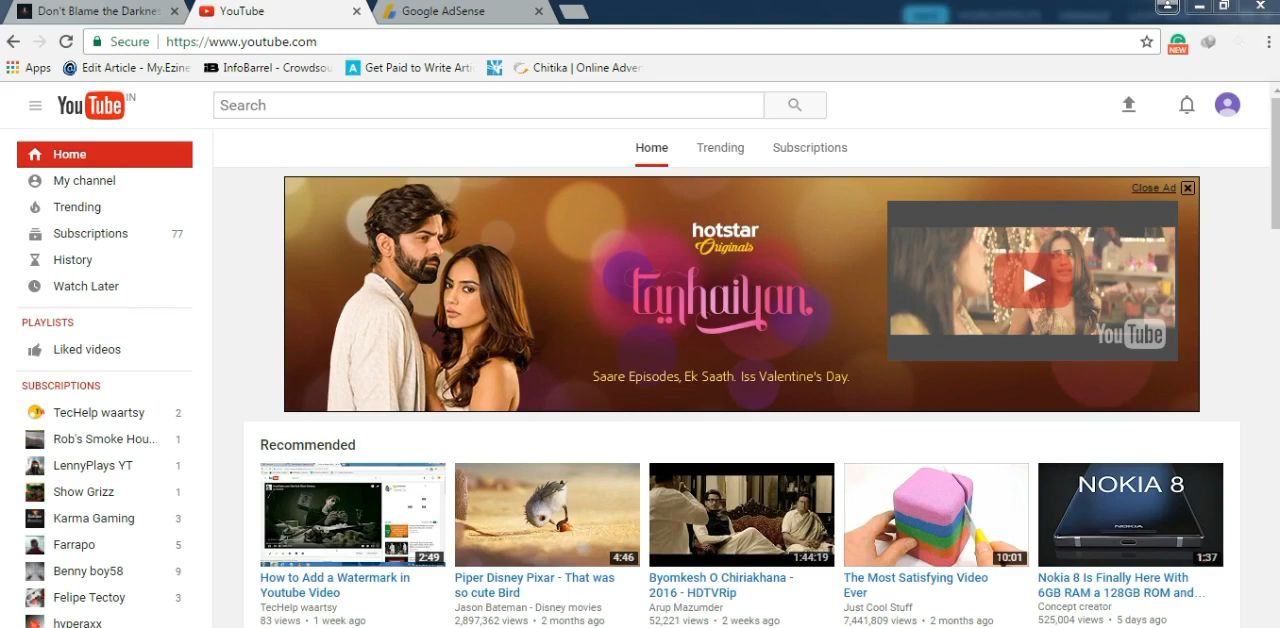 Don't Blame the Darkne
YouTube
Google AdSense
Secure
https://www.youtube.com
NEW
Apps
Edit Article - My.Ezine
InfoBarrel - Crowdsou
Get Paid to Write Arti
Chitika | Online Adver
YouTube IN
Search
Home Trending Subscriptions
Home
My channel
Trending
Subscriptions 77
History
Watch Later
PLAYLISTS
Liked videos
SUBSCRIPTIONS
TecHelp waartsy 2
Rob's Smoke Hou... 1
LennyPlays YT 1
Show Grizz 1
Karma Gaming 3
Farrapo 5
Benny boy58 9
Felipe Tectoy 3
hyperaxx
Close Ad
hotstar
Originals
tanhaiyan
Saare Episodes, Ek Saath. Iss Valentine's Day.
YouTube
Recommended
2:49
How to Add a Watermark in
Youtube Video
TecHelp waartsy
83 views • 1 week ago
4:46
Piper Disney Pixar - That was
so cute Bird
Jason Bateman - Disney movies
2,897,362 views • 2 months ago
1:44:19
Byomkesh O Chiriakhana -
2016 - HDTVRip
Arup Mazumder
52,221 views • 2 weeks ago
10:01
The Most Satisfying Video
Ever
Just Cool Stuff
7,441,809 views • 2 months ago
NOKIA 8
NOKIA
1:37
Nokia 8 Is Finally Here With
6GB RAM a 128GB ROM and...
Concept creator
525,004 views • 5 days ago